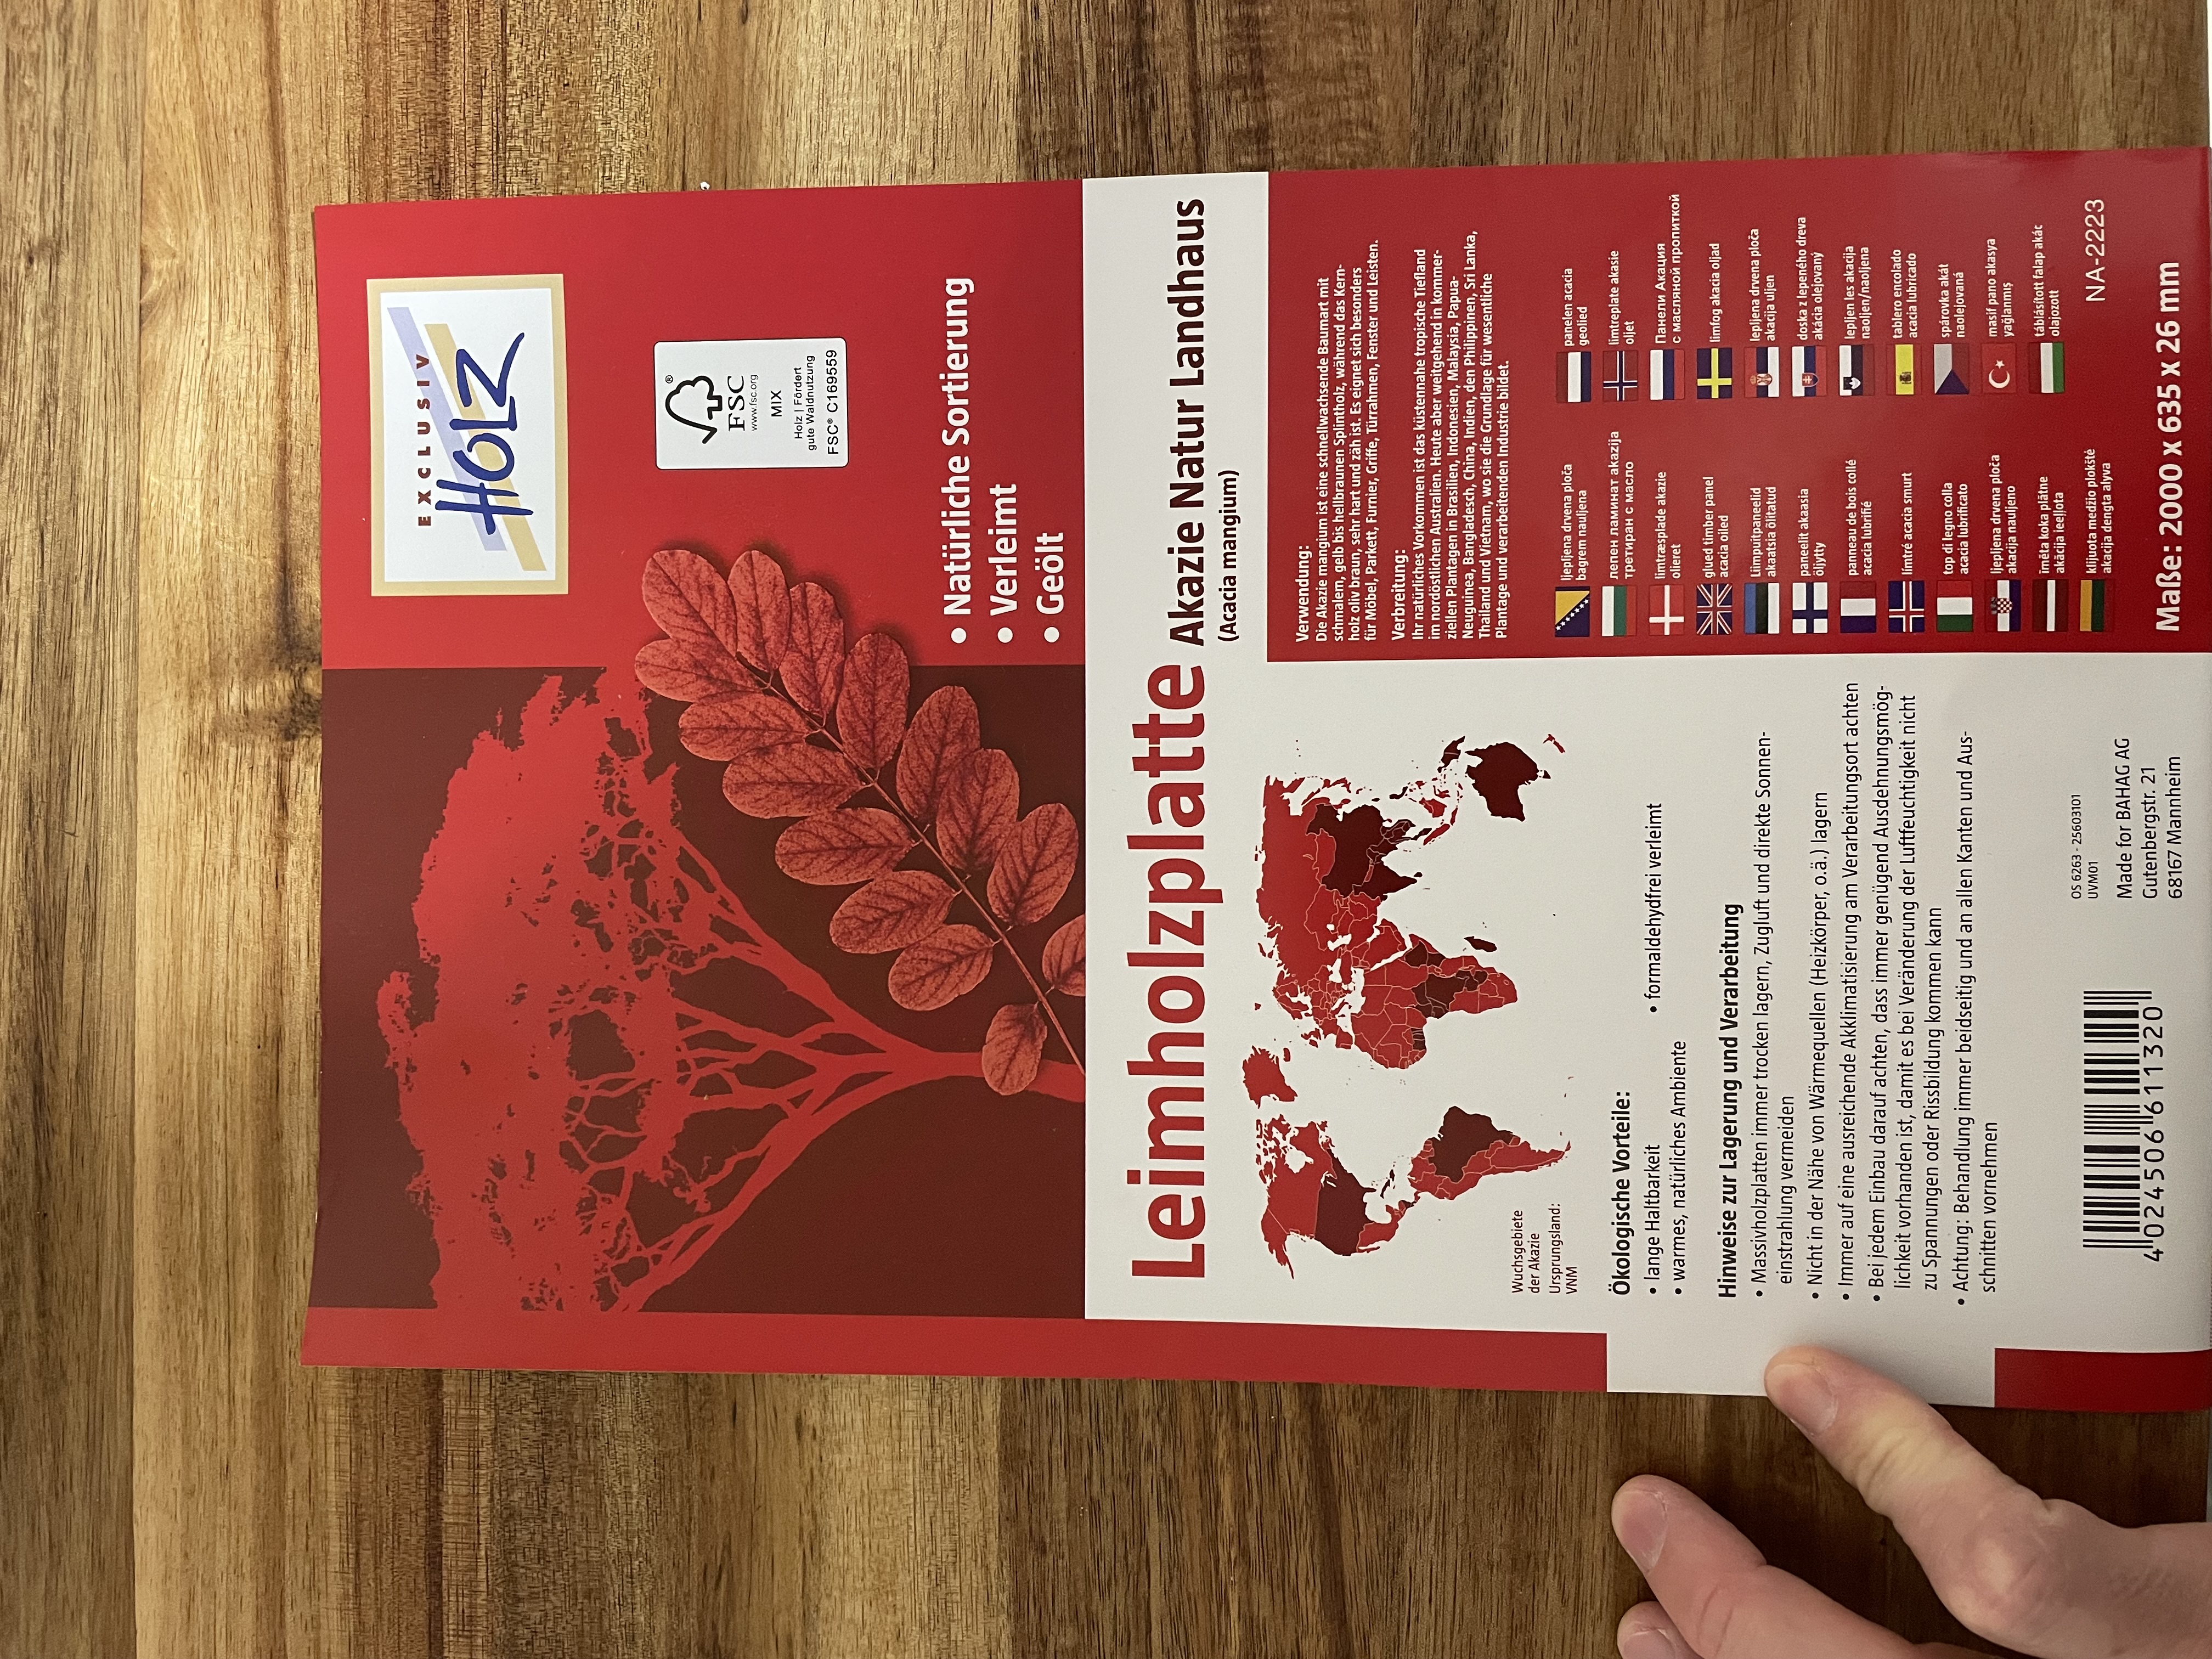 EXCLUSIV
HOLZ
FSC
www.fsc.org
MIX
Holz | Fördert
gute Waldnutzung
FSC® C169559
• Natürliche Sortierung
• Verleimt
• Geölt
Leimholzplatte
Akazie Natur Landhaus
(Acacia mangium)
Wuchsgebiete
der Akazie
Ursprungsland:
VNM
Ökologische Vorteile:
• lange Haltbarkeit
• formaldehydfrei verleimt
• warmes, natürliches Ambiente
Hinweise zur Lagerung und Verarbeitung
• Massivholzplatten immer trocken lagern, Zugluft und direkte Sonnen-
einstrahlung vermeiden
• Nicht in der Nähe von Wärmequellen (Heizkörper, o.ä.) lagern
• Immer auf eine ausreichende Akklimatisierung am Verarbeitungsort achten
• Bei jedem Einbau darauf achten, dass immer genügend Ausdehnungsmög-
lichkeit vorhanden ist, damit es bei Veränderung der Luftfeuchtigkeit nicht
zu Spannungen oder Rissbildung kommen kann
• Achtung: Behandlung immer beidseitig und an allen Kanten und Aus-
schnitten vornehmen
4 024506 611320
OS 6263 - 25603101
UVM01
Made for BAHAG AG
Gutenbergstr. 21
68167 Mannheim
Verwendung:
Die Akazie mangium ist eine schnellwachsende Baumart mit
schmalem, gelb bis hellbraunen Splintholz, während das Kern-
holz oliv braun, sehr hart und zäh ist. Es eignet sich besonders
für Möbel, Parkett, Furnier, Griffe, Türrahmen, Fenster und Leisten.
Verbreitung:
Ihr natürliches Vorkommen ist das küstennahe tropische Tiefland
im nordöstlichen Australien. Heute aber weitgehend in kommer-
ziellen Plantagen in Brasilien, Indonesien, Malaysia, Papua-
Neuguinea, Bangladesch, China, Indien, den Philippinen, Sri Lanka,
Thailand und Vietnam, wo sie die Grundlage für wesentliche
Plantage und verarbeitenden Industrie bildet.
ljepljena drvena ploča
bagrem nauljena
лепен ламинат akazija
третиран с масло
limtræsplade akazie
olieret
glued timber panel
acacia oiled
Liimpuitpaneelid
akaatsia õlitatud
paneelit akaasia
öljytty
panneau de bois collé
acacia lubrifié
límtré acacia smurt
top di legno colla
acacia lubrificato
ljepljena drvena ploča
akacija nauljeno
īmēta koka plātne
akācija ieeļļota
klijuota medžio plokštė
akacija dengta alyva
panelen acacia
geolied
limtreplate akasie
oljet
Панели Акация
с масляной пропиткой
limfog akacia oljad
lepljena drvena ploča
akacija uljen
doska z lepeného dreva
akácia olejovaný
lepljen les akacija
naoljen/naoljena
tablero encolado
acacia lubricado
spárovka akát
naolejovaná
masif pano akasya
yağlanmış
táblásított falap akác
olajozott
NA-2223
Maße: 2000 x 635 x 26 mm